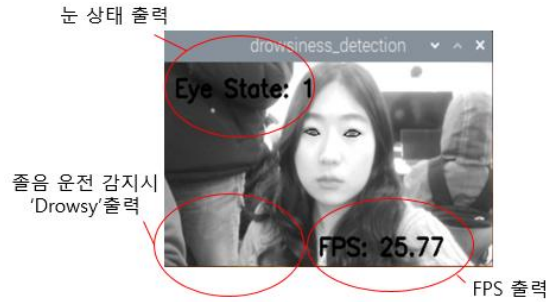 눈 상태 출력
drowsiness_detection
Eye State: 1
졸음 운전 감지시
'Drowsy'출력
FPS: 25.77
FPS 출력